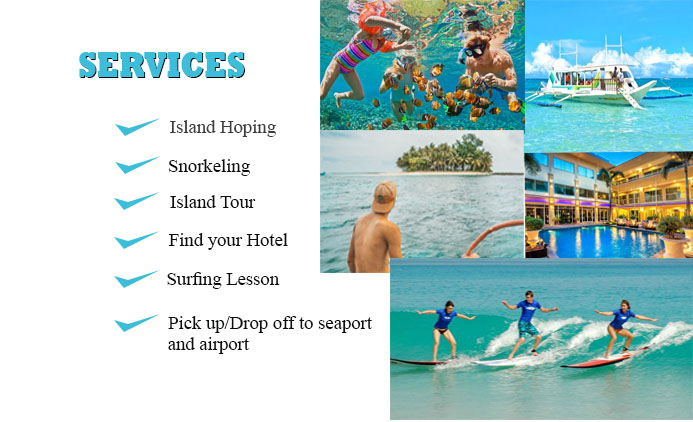 SERVICES
Island Hoping
Snorkeling
Island Tour
Find your Hotel
Surfing Lesson
Pick up/Drop off to seaport
and airport